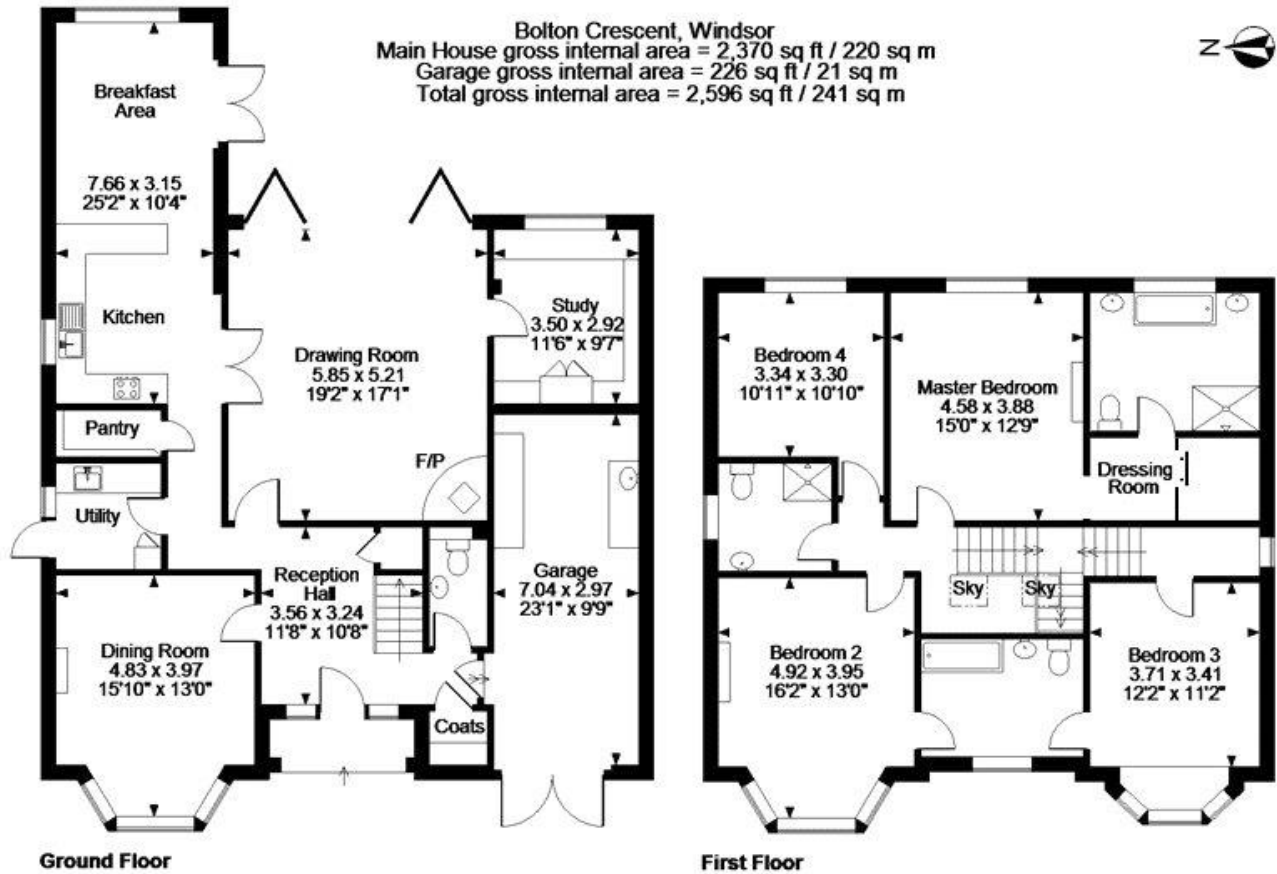 Bolton Crescent, Windsor
Main House gross internal area = 2,370 sq ft / 220 sq m
Garage gross internal area = 226 sq ft / 21 sq m
Total gross internal area = 2,596 sq ft / 241 sq m
N
Breakfast
Area
7.66 x 3.15
25'2" x 10'4"
Kitchen
Pantry
Utility
Drawing Room
5.85 x 5.21
19'2" x 17'1"
F/P
Study
3.50 x 2.92
11'6" x 9'7"
Reception
Hall
3.56 x 3.24
11'8" x 10'8"
Garage
7.04 x 2.97
23'1" x 9'9"
Dining Room
4.83 x 3.97
15'10" x 13'0"
Coats
Ground Floor
Bedroom 4
3.34 x 3.30
10'11" x 10'10"
Master Bedroom
4.58 x 3.88
15'0" x 12'9"
Dressing
Room
Sky
Sky
Bedroom 2
4.92 x 3.95
16'2" x 13'0"
Bedroom 3
3.71 x 3.41
12'2" x 11'2"
First Floor